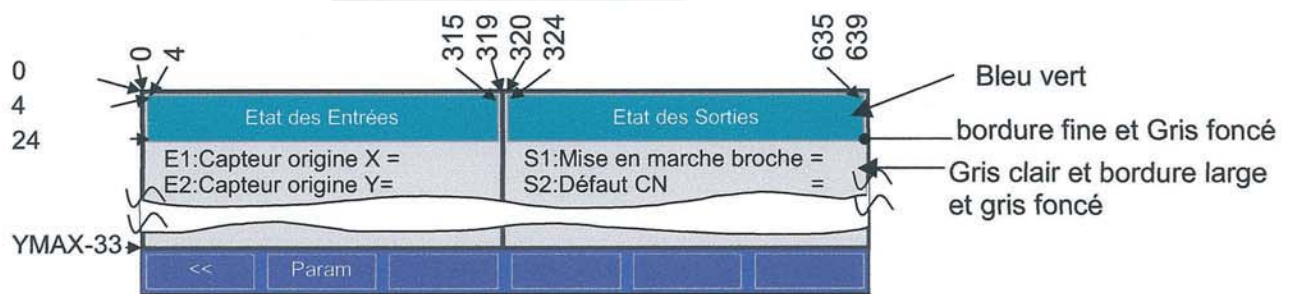 0 4 315 319 320 324 635 639
0
4
24
Etat des Entrées Etat des Sorties
Bleu vert
bordure fine et Gris foncé
E1:Capteur origine X = S1:Mise en marche broche =
E2:Capteur origine Y= S2:Défaut CN =
Gris clair et bordure large
et gris foncé
YMAX-33
<< Param